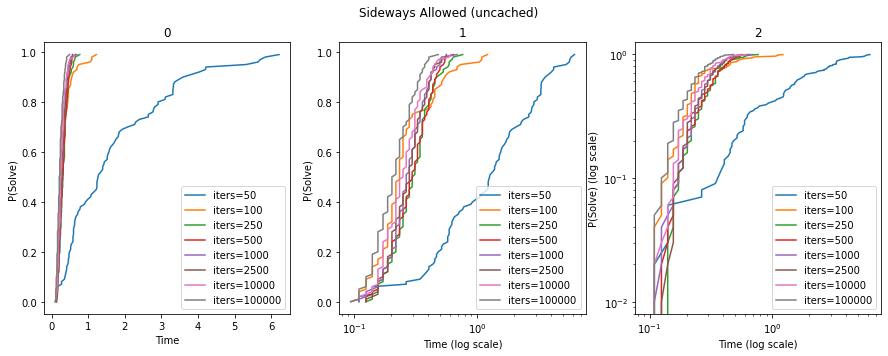 Sideways Allowed (uncached)
0
P(Solve)
1.0
0.8
0.6
0.4
0.2
0.0
0 1 2 3 4 5 6
Time
iters=50
iters=100
iters=250
iters=500
iters=1000
iters=2500
iters=10000
iters=100000
1
P(Solve)
1.0
0.8
0.6
0.4
0.2
0.0
10⁻¹ 10⁰
Time (log scale)
iters=50
iters=100
iters=250
iters=500
iters=1000
iters=2500
iters=10000
iters=100000
2
P(Solve) (log scale)
10⁰
10⁻¹
10⁻²
10⁻¹ 10⁰
Time (log scale)
iters=50
iters=100
iters=250
iters=500
iters=1000
iters=2500
iters=10000
iters=100000